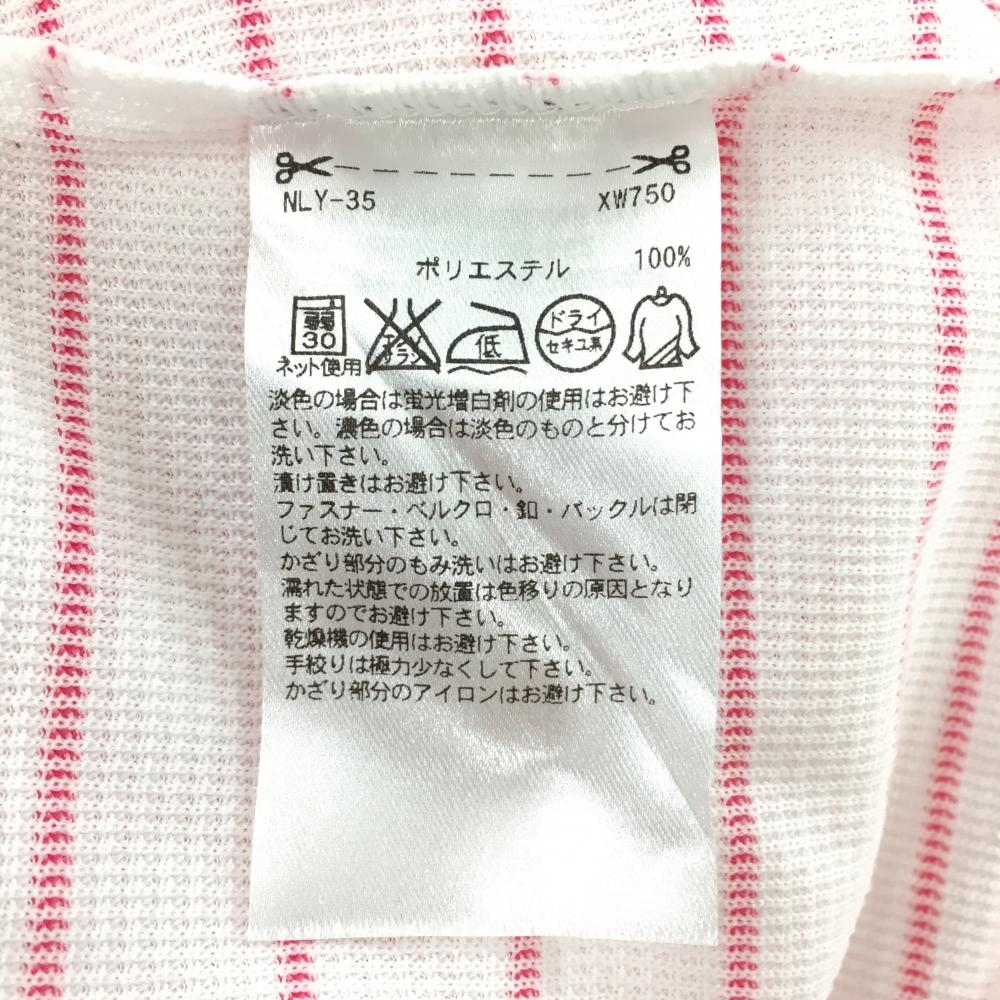 NLY-35 XW750
ポリエステル 100%
弱
30
ネット使用
エンソ
サラシ
低
ドライ
セキユ系
淡色の場合は蛍光増白剤の使用はお避け下
さい。濃色の場合は淡色のものと分けてお
洗い下さい。
漬け置きはお避け下さい。
ファスナー・ベルクロ・釦・バックルは閉
じてお洗い下さい。
かざり部分のもみ洗いはお避け下さい。
濡れた状態での放置は色移りの原因となり
ますのでお避け下さい。
乾燥機の使用はお避け下さい。
手絞りは極力少なくして下さい。
かざり部分のアイロンはお避け下さい。